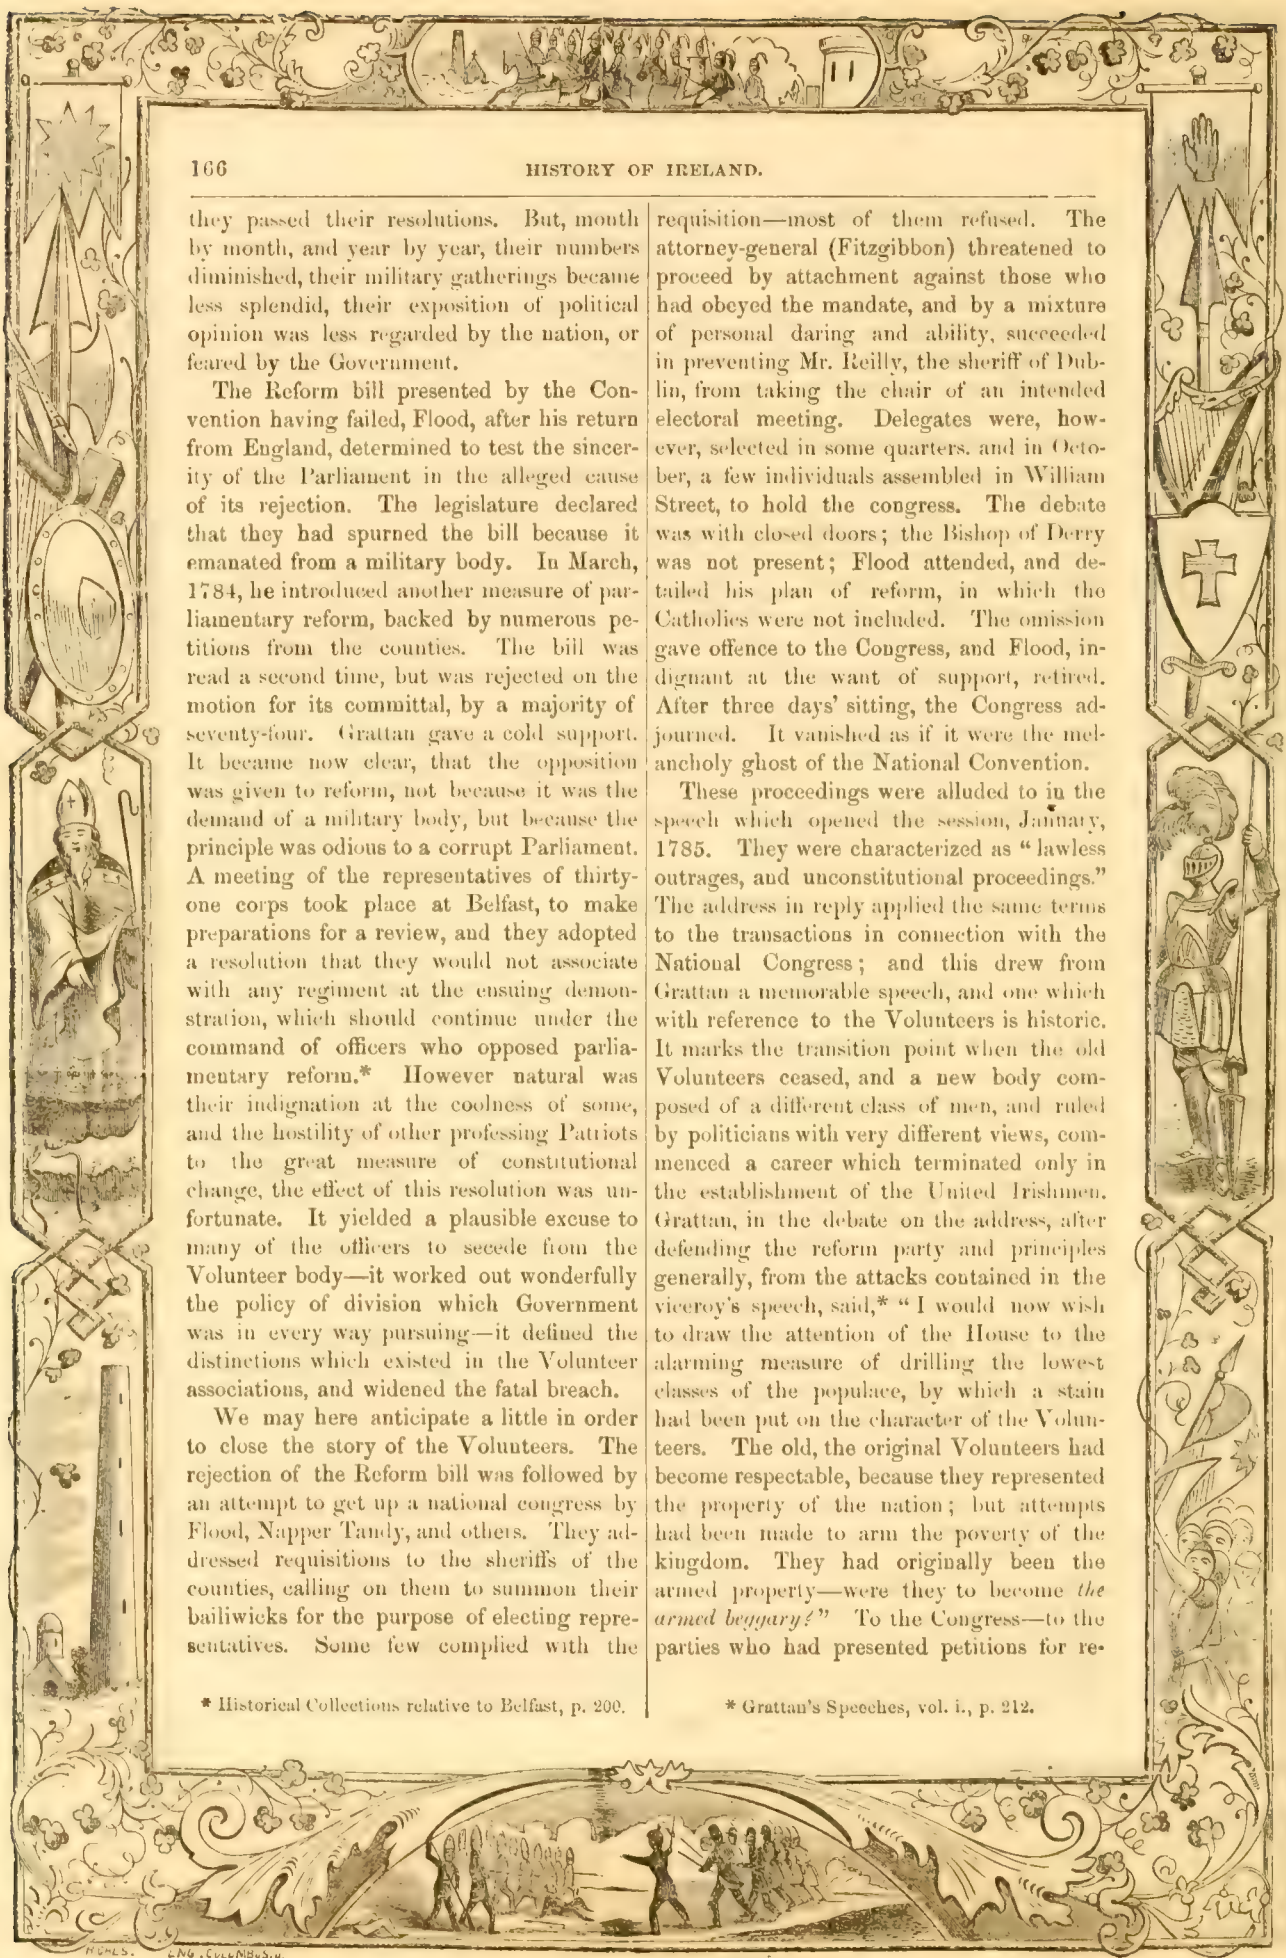 166
HISTORY OF IRELAND.
they passed their resolutions. But, month
by month, and year by year, their numbers
diminished, their military gatherings became
less splendid, their exposition of political
opinion was less regarded by the nation, or
feared by the Government.
The Reform bill presented by the Con-
vention having failed, Flood, after his return
from England, determined to test the sincer-
ity of the Parliament in the alleged cause
of its rejection. The legislature declared
that they had spurned the bill because it
emanated from a military body. In March,
1784, he introduced another measure of par-
liamentary reform, backed by numerous pe-
titions from the counties. The bill was
read a second time, but was rejected on the
motion for its committal, by a majority of
seventy-four. Grattan gave a cold support.
It became now clear, that the opposition
was given to reform, not because it was the
demand of a military body, but because the
principle was odious to a corrupt Parliament.
A meeting of the representatives of thirty-
one corps took place at Belfast, to make
preparations for a review, and they adopted
a resolution that they would not associate
with any regiment at the ensuing demon-
stration, which should continue under the
command of officers who opposed parlia-
mentary reform.* However natural was
their indignation at the coolness of some,
and the hostility of other professing Patriots
to the great measure of constitutional
change, the effect of this resolution was un-
fortunate. It yielded a plausible excuse to
many of the officers to secede from the
Volunteer body—it worked out wonderfully
the policy of division which Government
was in every way pursuing—it defined the
distinctions which existed in the Volunteer
associations, and widened the fatal breach.
We may here anticipate a little in order
to close the story of the Volunteers. The
rejection of the Reform bill was followed by
an attempt to get up a national congress by
Flood, Napper Tandy, and others. They ad-
dressed requisitions to the sheriffs of the
counties, calling on them to summon their
bailiwicks for the purpose of electing repre-
sentatives. Some few complied with the
* Historical Collections relative to Belfast, p. 200.
requisition—most of them refused. The
attorney-general (Fitzgibbon) threatened to
proceed by attachment against those who
had obeyed the mandate, and by a mixture
of personal daring and ability, succeeded
in preventing Mr. Reilly, the sheriff of Dub-
lin, from taking the chair of an intended
electoral meeting. Delegates were, how-
ever, selected in some quarters. and in Octo-
ber, a few individuals assembled in William
Street, to hold the congress. The debate
was with closed doors; the Bishop of Derry
was not present; Flood attended, and de-
tailed his plan of reform, in which the
Catholics were not included. The omission
gave offence to the Congress, and Flood, in-
dignant at the want of support, retired.
After three days' sitting, the Congress ad-
journed. It vanished as if it were the mel-
ancholy ghost of the National Convention.
These proceedings were alluded to in the
speech which opened the session, January,
1785. They were characterized as "lawless
outrages, and unconstitutional proceedings."
The address in reply applied the same terms
to the transactions in connection with the
National Congress; and this drew from
Grattan a memorable speech, and one which
with reference to the Volunteers is historic.
It marks the transition point when the old
Volunteers ceased, and a new body com-
posed of a different class of men, and ruled
by politicians with very different views, com-
menced a career which terminated only in
the establishment of the United Irishmen.
Grattan, in the debate on the address, after
defending the reform party and principles
generally, from the attacks contained in the
viceroy's speech, said,* "I would now wish
to draw the attention of the House to the
alarming measure of drilling the lowest
classes of the populace, by which a stain
had been put on the character of the Volun-
teers. The old, the original Volunteers had
become respectable, because they represented
the property of the nation; but attempts
had been made to arm the poverty of the
kingdom. They had originally been the
armed property—were they to become the
armed beggary?" To the Congress—to the
parties who had presented petitions for re-
* Grattan's Speeches, vol. i., p. 212.
ENG. COLUMBUS. O.